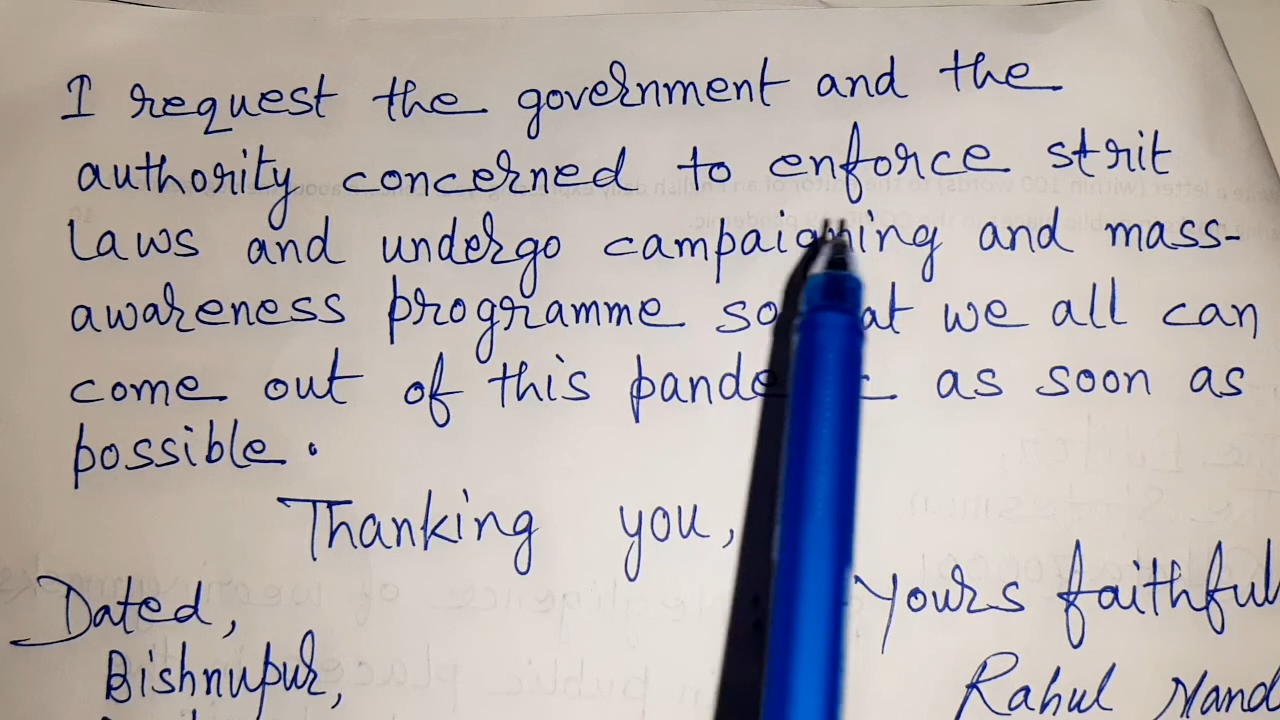 I request the government and the
authority concerned to enforce strit
laws and undergo campaigning and mass-
awareness programme so at we all can
come out of this pande c as soon as
possible.
Thanking you,
Dated,
Yours faithful
Bishnupur,
Rahul Nand